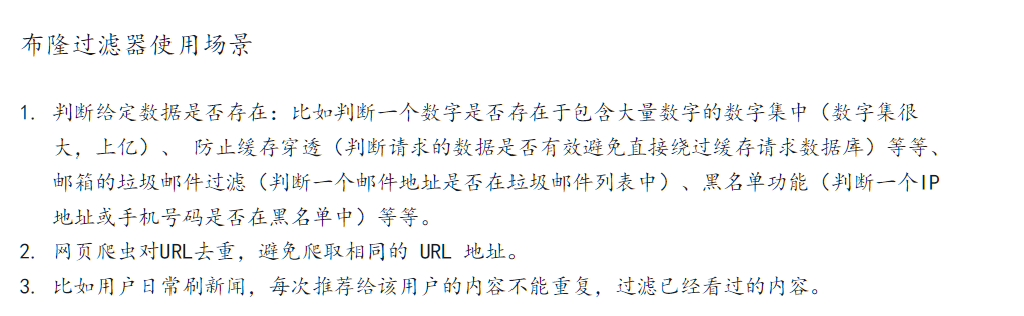 布隆过滤器使用场景
1. 判断给定数据是否存在：比如判断一个数字是否存在于包含大量数字的数字集中（数字集很
大，上亿）、 防止缓存穿透（判断请求的数据是否有效避免直接绕过缓存请求数据库）等等、
邮箱的垃圾邮件过滤（判断一个邮件地址是否在垃圾邮件列表中）、黑名单功能（判断一个IP
地址或手机号码是否在黑名单中）等等。
2. 网页爬虫对URL去重，避免爬取相同的 URL 地址。
3. 比如用户日常刷新闻，每次推荐给该用户的内容不能重复，过滤已经看过的内容。